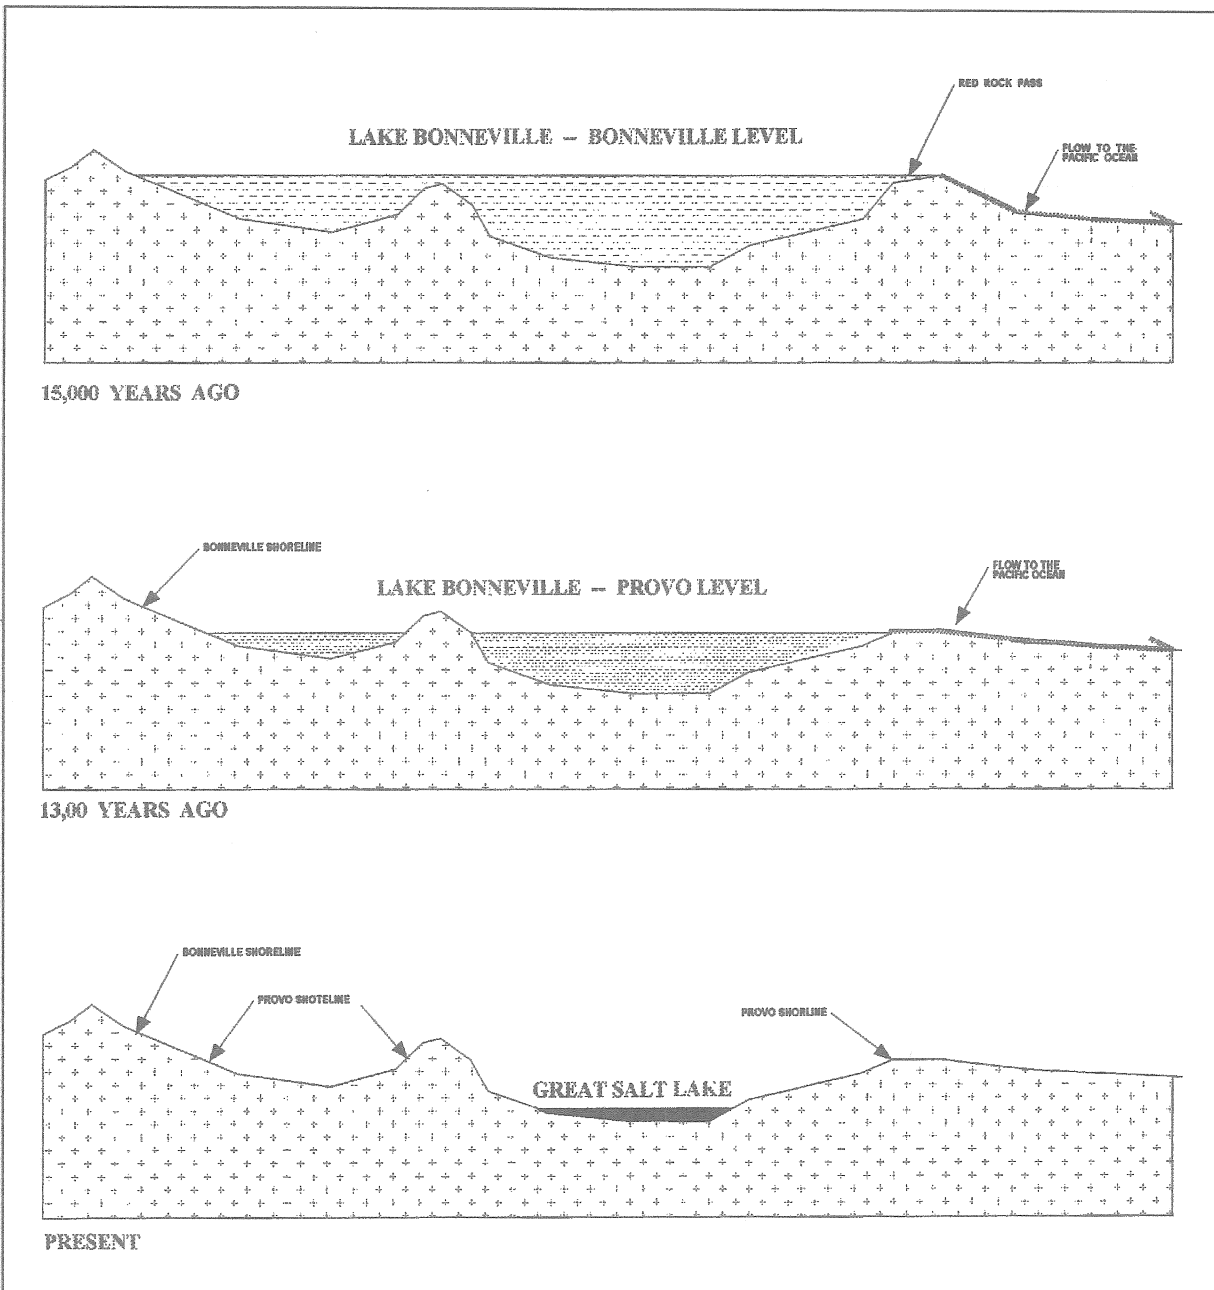 RED ROCK PASS
LAKE BONNEVILLE – BONNEVILLE LEVEL
FLOW TO THE
PACIFIC OCEAN
15,000 YEARS AGO
BONNEVILLE SHORELINE
LAKE BONNEVILLE – PROVO LEVEL
FLOW TO THE
PACIFIC OCEAN
13,00 YEARS AGO
BONNEVILLE SHORELINE
PROVO SHOTELINE
PROVO SHORLINE
GREAT SALT LAKE
PRESENT